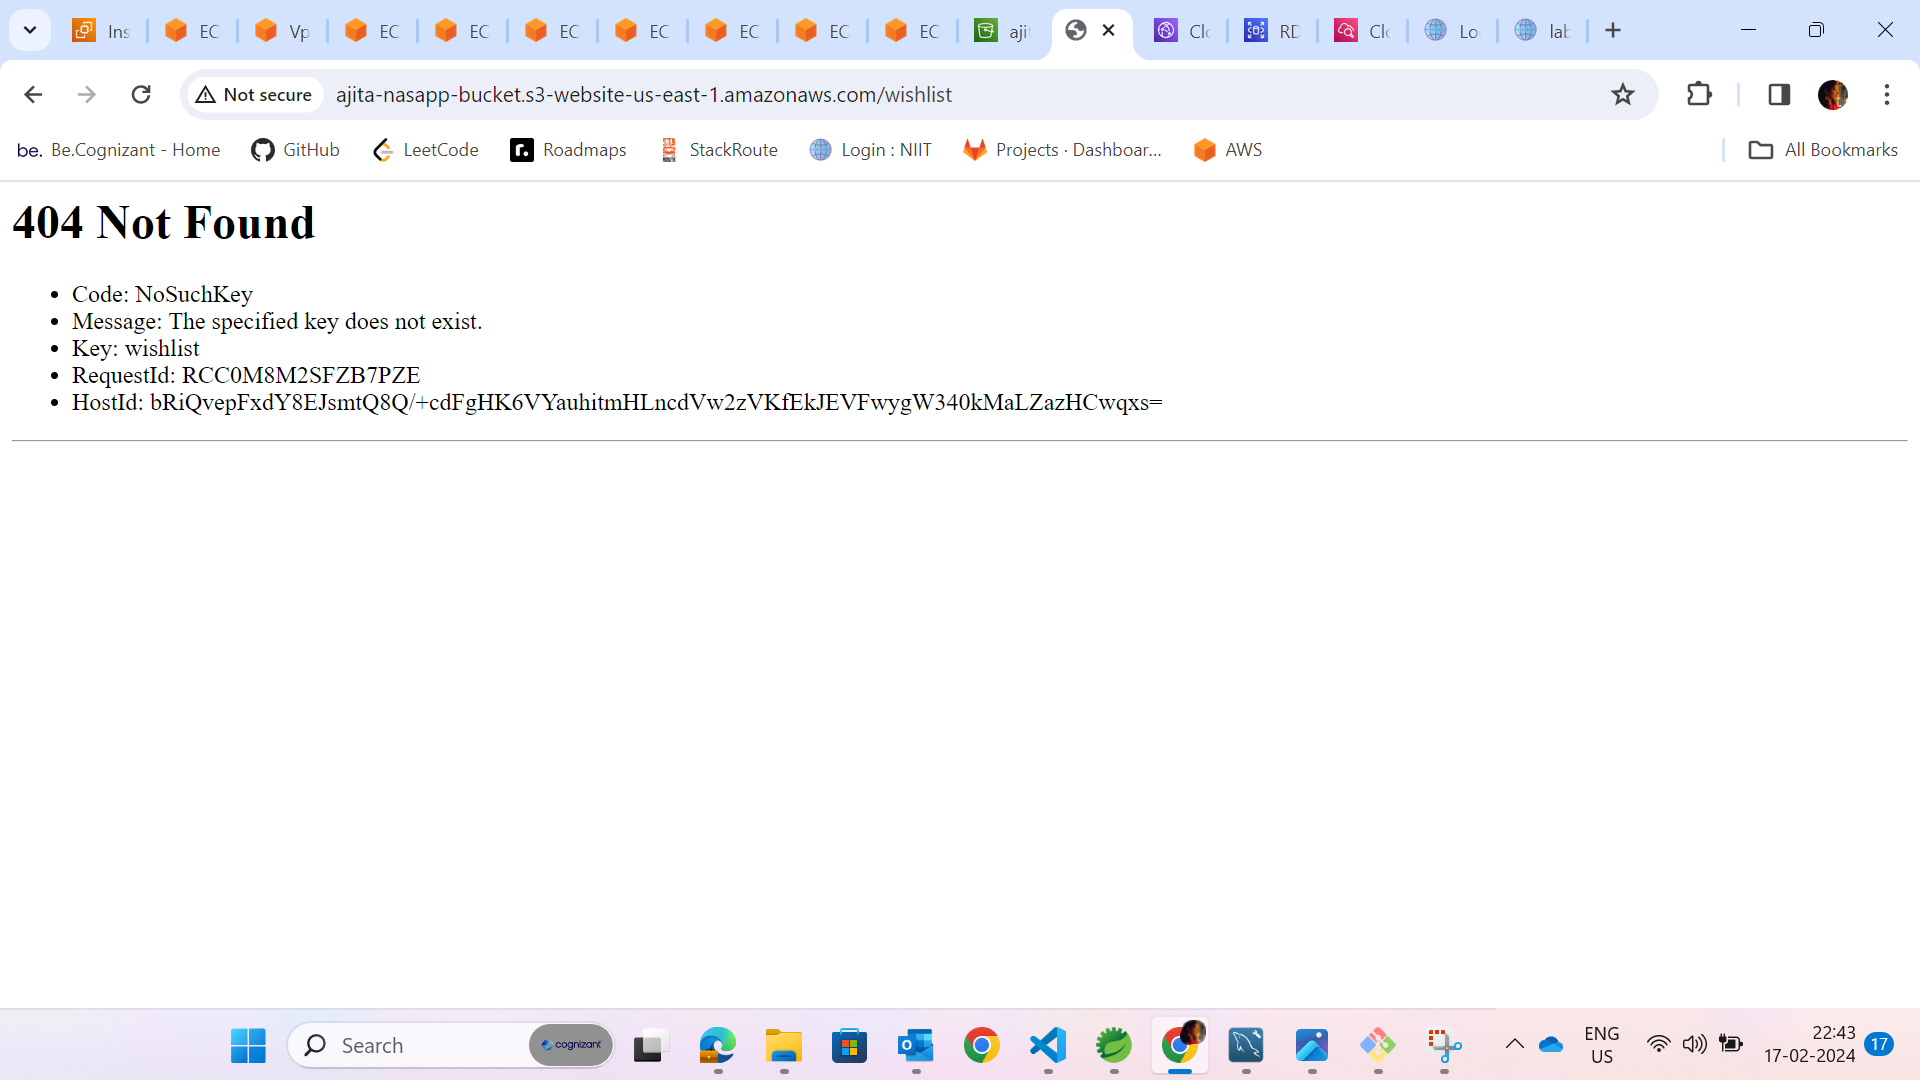 Ins
EC
Vp
EC
EC
EC
EC
EC
EC
EC
aji
Clo
RD
Clo
Lo
lab
Not secure
ajita-nasapp-bucket.s3-website-us-east-1.amazonaws.com/wishlist
be. Be.Cognizant - Home
GitHub
LeetCode
r. Roadmaps
StackRoute
Login : NIIT
Projects · Dashboar...
AWS
All Bookmarks
404 Not Found
• Code: NoSuchKey
• Message: The specified key does not exist.
• Key: wishlist
• RequestId: RCC0M8M2SFZB7PZE
• HostId: bRiQvepFxdY8EJsmtQ8Q/+cdFgHK6VYauhitmHLncdVw2zVKfEkJEVFwygW340kMaLZazHCwqxs=
Search
cognizant
ENG
US
22:43
17-02-2024
17